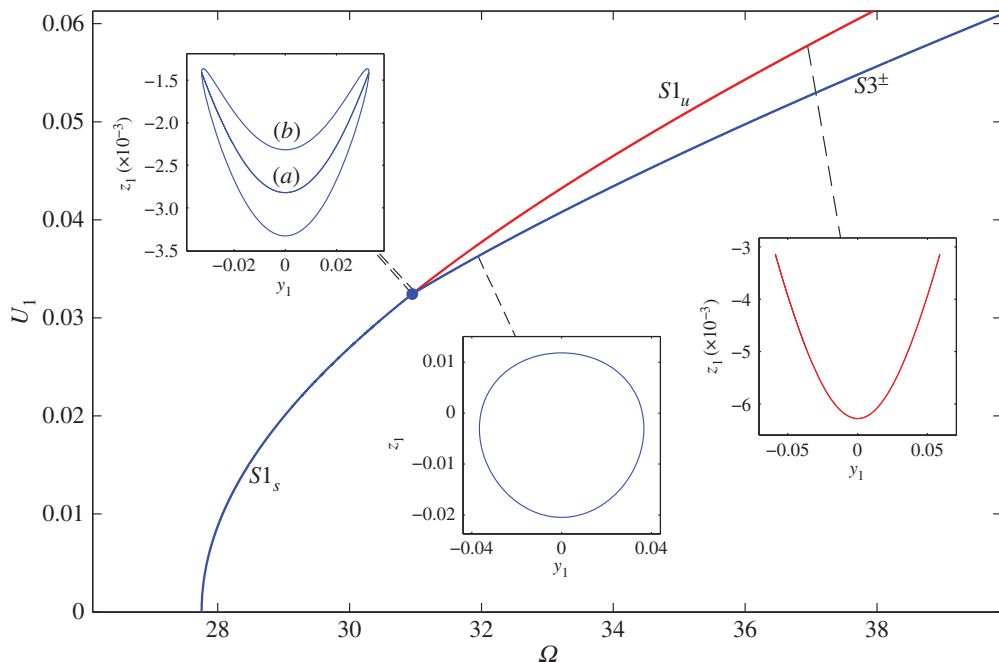 0.06
0.05
0.04
0.03
0.02
0.01
0
U₁
28
30
32
34
36
38
Ω
S1ₛ
S1ᵤ
S3±
−1.5
−2.0
−2.5
−3.0
−3.5
z₁ (×10⁻³)
(b)
(a)
−0.02
0
0.02
y₁
0.01
0
−0.01
−0.02
z₁
−0.04
0
0.04
y₁
−3
−4
−5
−6
z₁ (×10⁻³)
−0.05
0
0.05
y₁